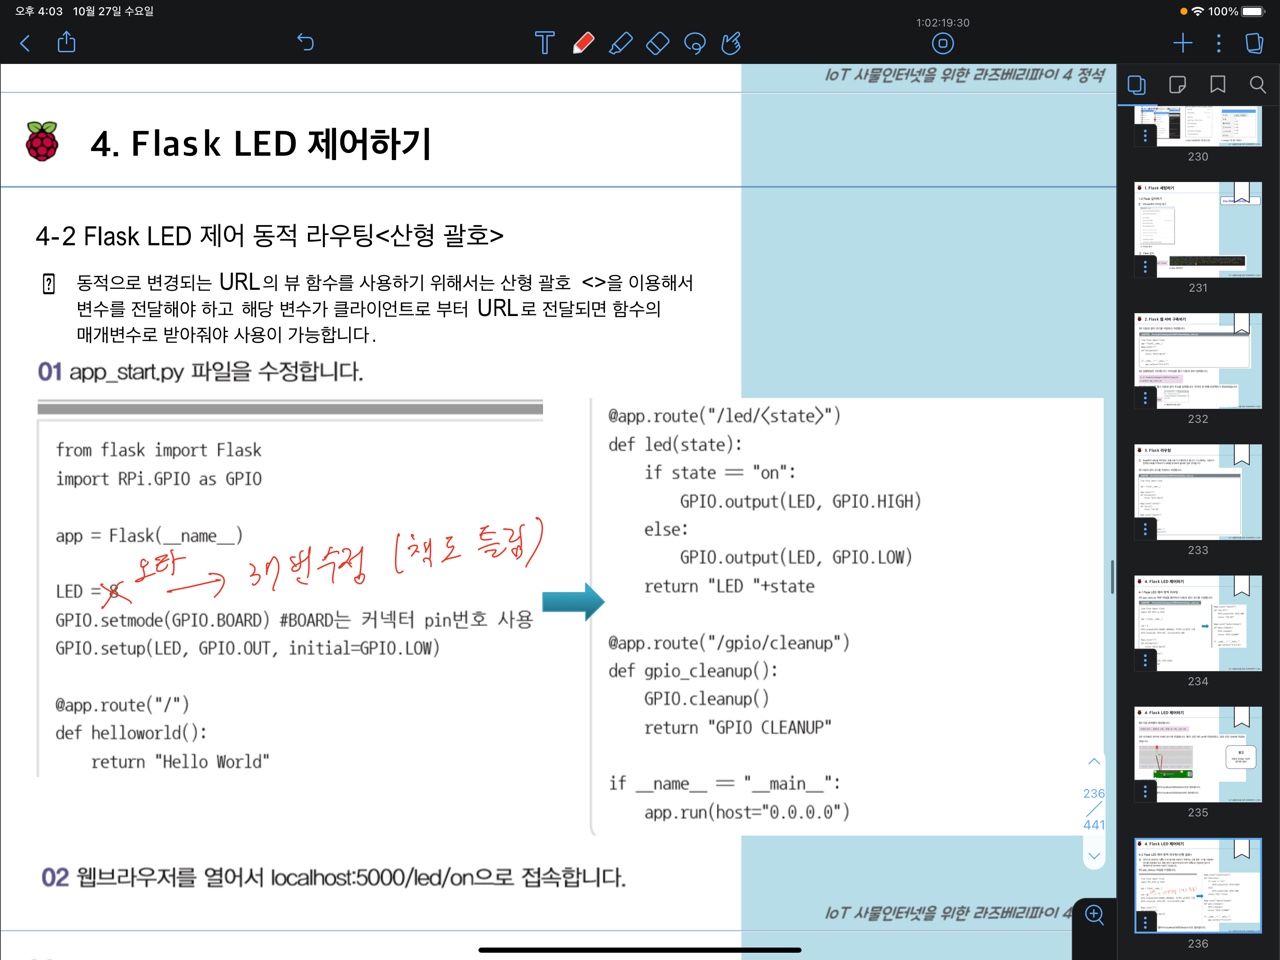 오후 4:03 10월 27일 수요일
100%
1:02:19:30
IoT 사물인터넷을 위한 라즈베리파이 4 정석
4. Flask LED 제어하기
4-2 Flask LED 제어 동적 라우팅<산형 괄호>
동적으로 변경되는 URL의 뷰 함수를 사용하기 위해서는 산형 괄호 <>을 이용해서
변수를 전달해야 하고 해당 변수가 클라이언트로 부터 URL로 전달되면 함수의
매개변수로 받아줘야 사용이 가능합니다.
01 app_start.py 파일을 수정합니다.
from flask import Flask
import RPi.GPIO as GPIO
app = Flask(__name__)
오타 → 37번 수정 (책도 틀림)
LED = 8
GPIO.setmode(GPIO.BOARD) #BOARD는 커넥터 pin번호 사용
GPIO.setup(LED, GPIO.OUT, initial=GPIO.LOW)
@app.route("/")
def helloworld():
return "Hello World"
@app.route("/led/<state>")
def led(state):
if state == "on":
GPIO.output(LED, GPIO.HIGH)
else:
GPIO.output(LED, GPIO.LOW)
return "LED "+state
@app.route("/gpio/cleanup")
def gpio_cleanup():
GPIO.cleanup()
return "GPIO CLEANUP"
if __name__ == "__main__":
app.run(host="0.0.0.0")
02 웹브라우저를 열어서 localhost:5000/led/on으로 접속합니다.
IoT 사물인터넷을 위한 라즈베리파이 4
236
441
230
231
232
233
234
235
236